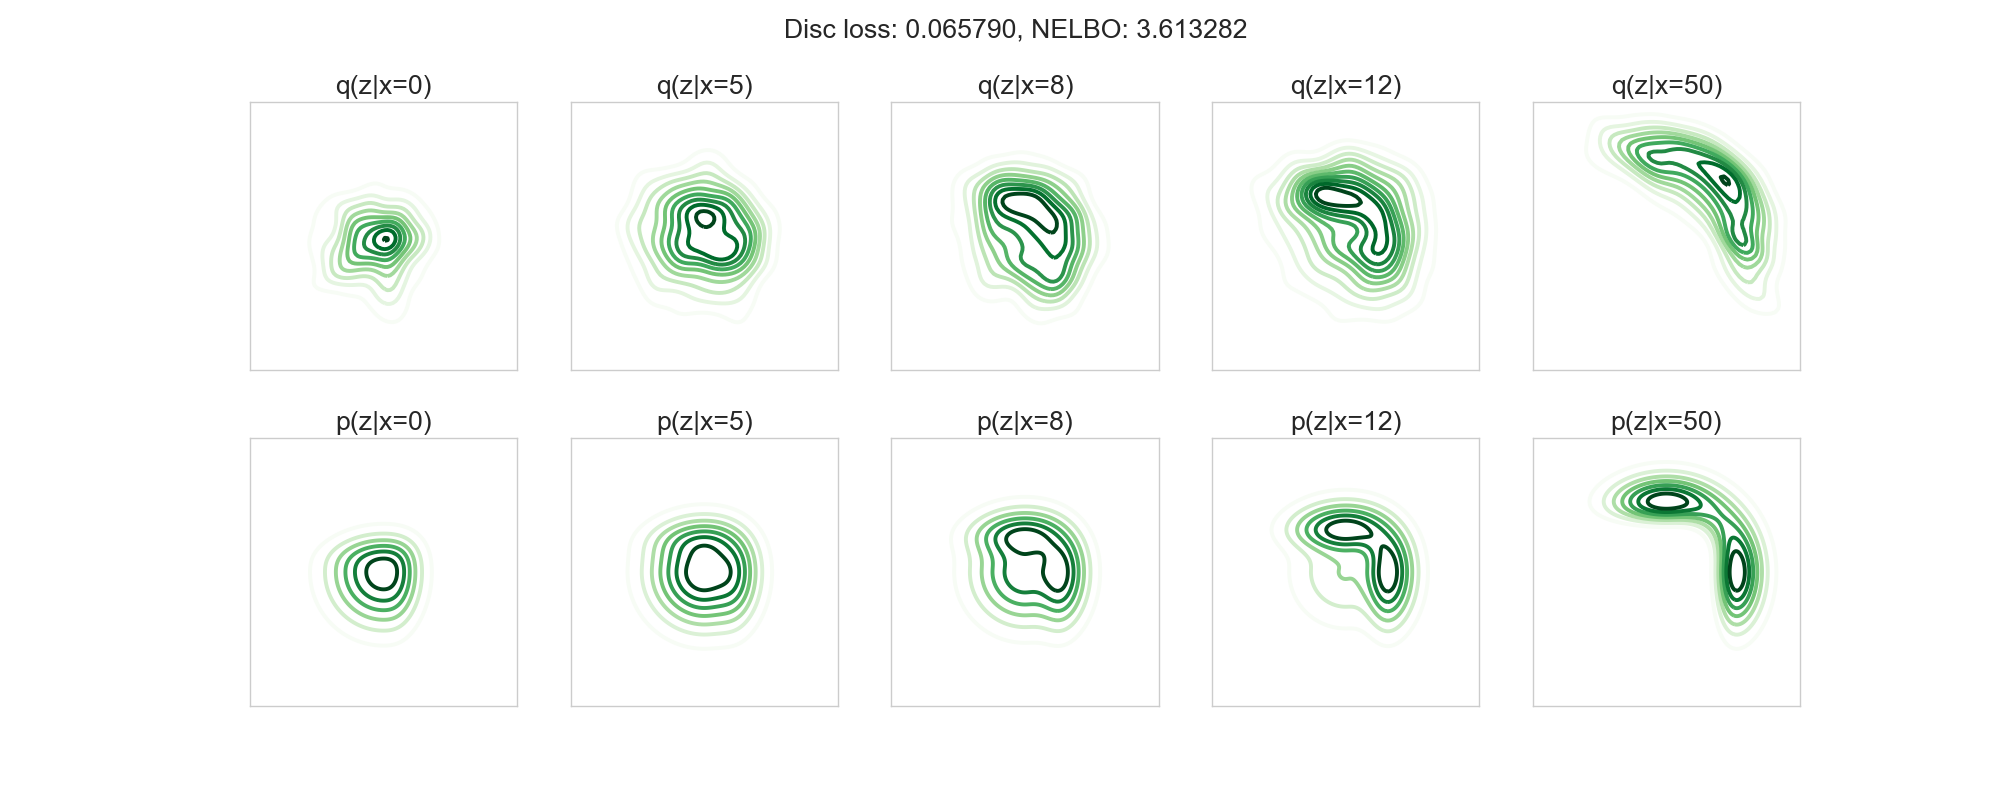 Disc loss: 0.065790, NELBO: 3.613282
q(z|x=0) q(z|x=5) q(z|x=8) q(z|x=12) q(z|x=50)
p(z|x=0) p(z|x=5) p(z|x=8) p(z|x=12) p(z|x=50)